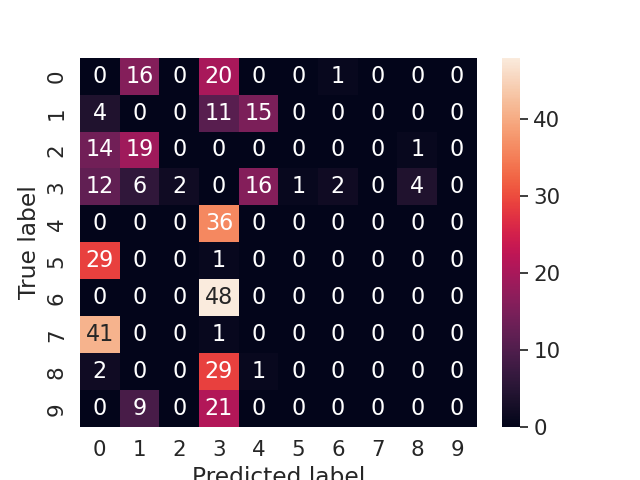 0 0 16 0 20 0 0 1 0 0 0
1 4 0 0 11 15 0 0 0 0 0
2 14 19 0 0 0 0 0 0 1 0
3 12 6 2 0 16 1 2 0 4 0
4 0 0 0 36 0 0 0 0 0 0
5 29 0 0 1 0 0 0 0 0 0
6 0 0 0 48 0 0 0 0 0 0
7 41 0 0 1 0 0 0 0 0 0
8 2 0 0 29 1 0 0 0 0 0
9 0 9 0 21 0 0 0 0 0 0
0 1 2 3 4 5 6 7 8 9
True label
Predicted label
40
30
20
10
0